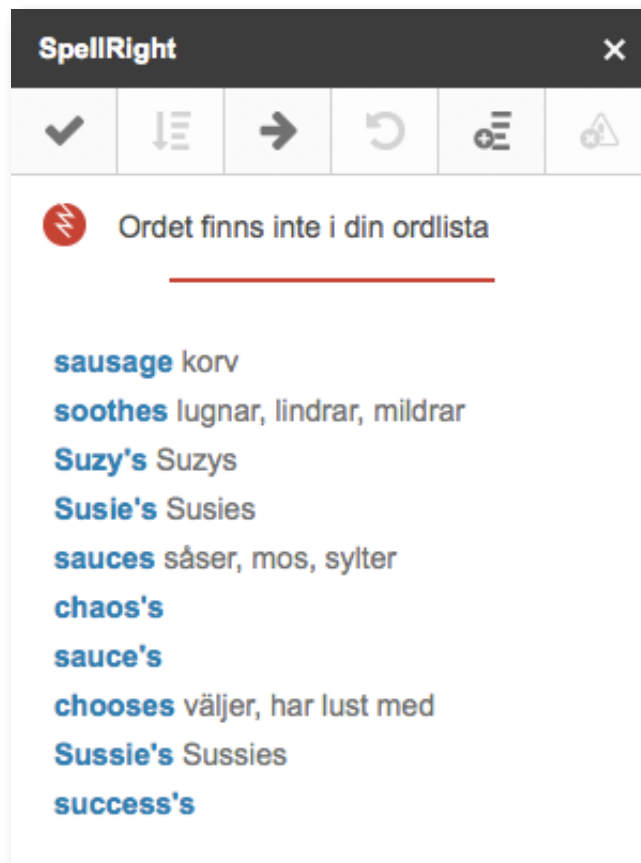 SpellRight
Ordet finns inte i din ordlista
sausage korv
soothes lugnar, lindrar, mildrar
Suzy's Suzys
Susie's Susies
sauces såser, mos, sylter
chaos's
sauce's
chooses väljer, har lust med
Sussie's Sussies
success's